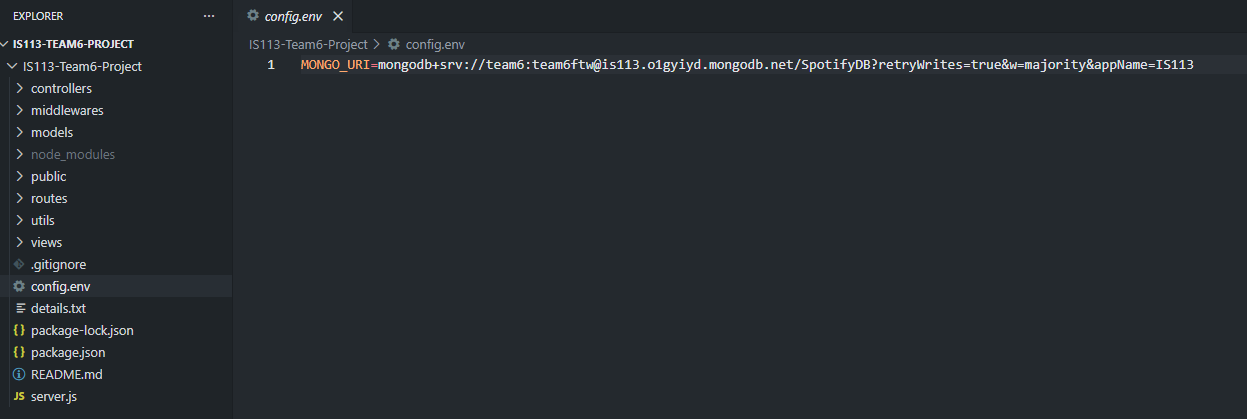 EXPLORER ...
config.env
IS113-TEAM6-PROJECT
IS113-Team6-Project > config.env
1 MONGO_URI=mongodb+srv://team6:team6ftw@is113.o1gyiyd.mongodb.net/SpotifyDB?retryWrites=true&w=majority&appName=IS113
IS113-Team6-Project
controllers
middlewares
models
node_modules
public
routes
utils
views
.gitignore
config.env
details.txt
package-lock.json
package.json
README.md
JS server.js